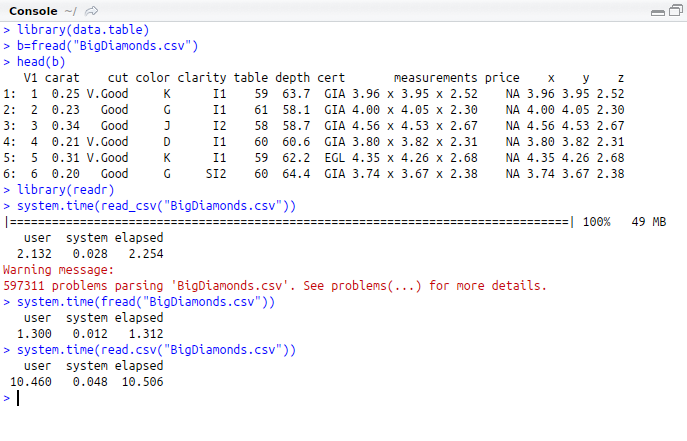 Console ~/
> library(data.table)
> b=fread("BigDiamonds.csv")
> head(b)
   V1 carat    cut color clarity table depth cert       measurements price    x    y    z
1:  1  0.25 V.Good     K      I1    59  63.7  GIA 3.96 x 3.95 x 2.52    NA 3.96 3.95 2.52
2:  2  0.23   Good     G      I1    61  58.1  GIA 4.00 x 4.05 x 2.30    NA 4.00 4.05 2.30
3:  3  0.34   Good     J      I2    58  58.7  GIA 4.56 x 4.53 x 2.67    NA 4.56 4.53 2.67
4:  4  0.21 V.Good     D      I1    60  60.6  GIA 3.80 x 3.82 x 2.31    NA 3.80 3.82 2.31
5:  5  0.31 V.Good     K      I1    59  62.2  EGL 4.35 x 4.26 x 2.68    NA 4.35 4.26 2.68
6:  6  0.20   Good     G     SI2    60  64.4  GIA 3.74 x 3.67 x 2.38    NA 3.74 3.67 2.38
> library(readr)
> system.time(read_csv("BigDiamonds.csv"))
|================================================================================| 100%   49 MB
   user  system elapsed
  2.132   0.028   2.254
Warning message:
597311 problems parsing 'BigDiamonds.csv'. See problems(...) for more details.
> system.time(fread("BigDiamonds.csv"))
   user  system elapsed
  1.300   0.012   1.312
> system.time(read.csv("BigDiamonds.csv"))
   user  system elapsed
 10.460   0.048  10.506
>